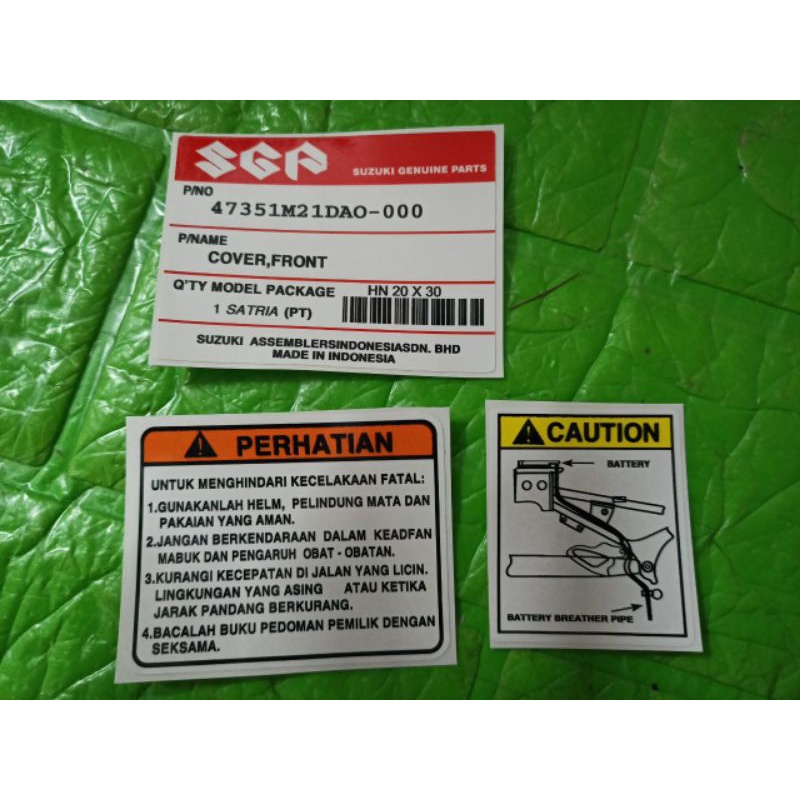 SGP
SUZUKI GENUINE PARTS
P/NO
47351M21DAO-000
P/NAME
COVER,FRONT
Q'TY MODEL PACKAGE HN 20 X 30
1 SATRIA (PT)
SUZUKI ASSEMBLERSINDONESIASDN. BHD
MADE IN INDONESIA
PERHATIAN
UNTUK MENGHINDARI KECELAKAAN FATAL:
1.GUNAKANLAH HELM, PELINDUNG MATA DAN
PAKAIAN YANG AMAN.
2.JANGAN BERKENDARAAN DALAM KEADFAN
MABUK DAN PENGARUH OBAT - OBATAN.
3.KURANGI KECEPATAN DI JALAN YANG LICIN.
LINGKUNGAN YANG ASING ATAU KETIKA
JARAK PANDANG BERKURANG.
4.BACALAH BUKU PEDOMAN PEMILIK DENGAN
SEKSAMA.
CAUTION
BATTERY
BATTERY BREATHER PIPE